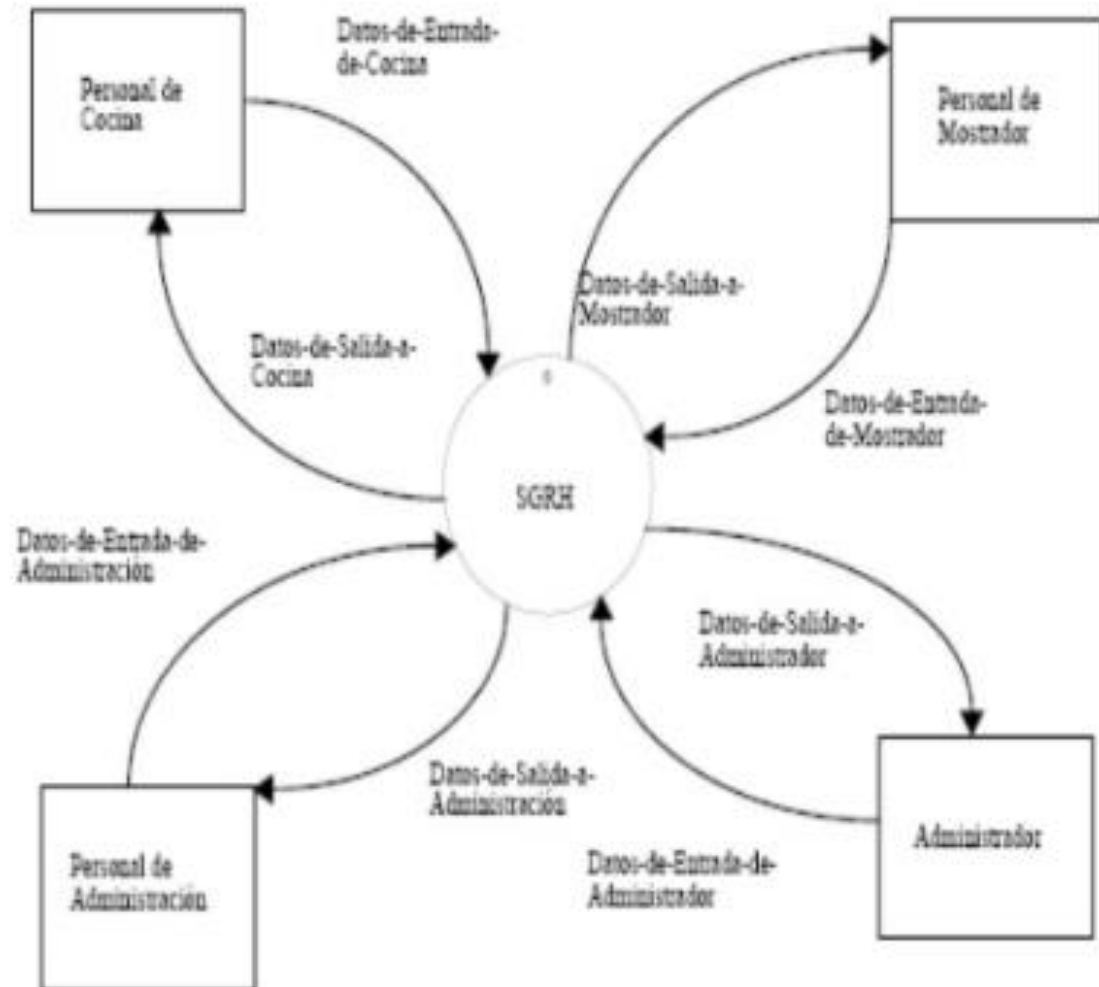 Datos-de-Entrada-
de-Cocina
Personal de
Cocina
Personal de
Mostrador
Datos-de-Salida-a-
Mostrador
Datos-de-Salida-a-
Cocina
0
Datos-de-Entrada-
de-Mostrador
SGRH
Datos-de-Entrada-de-
Administración
Datos-de-Salida-a-
Administrador
Datos-de-Salida-a-
Administración
Administrador
Personal de
Administración
Datos-de-Entrada-de-
Administrador